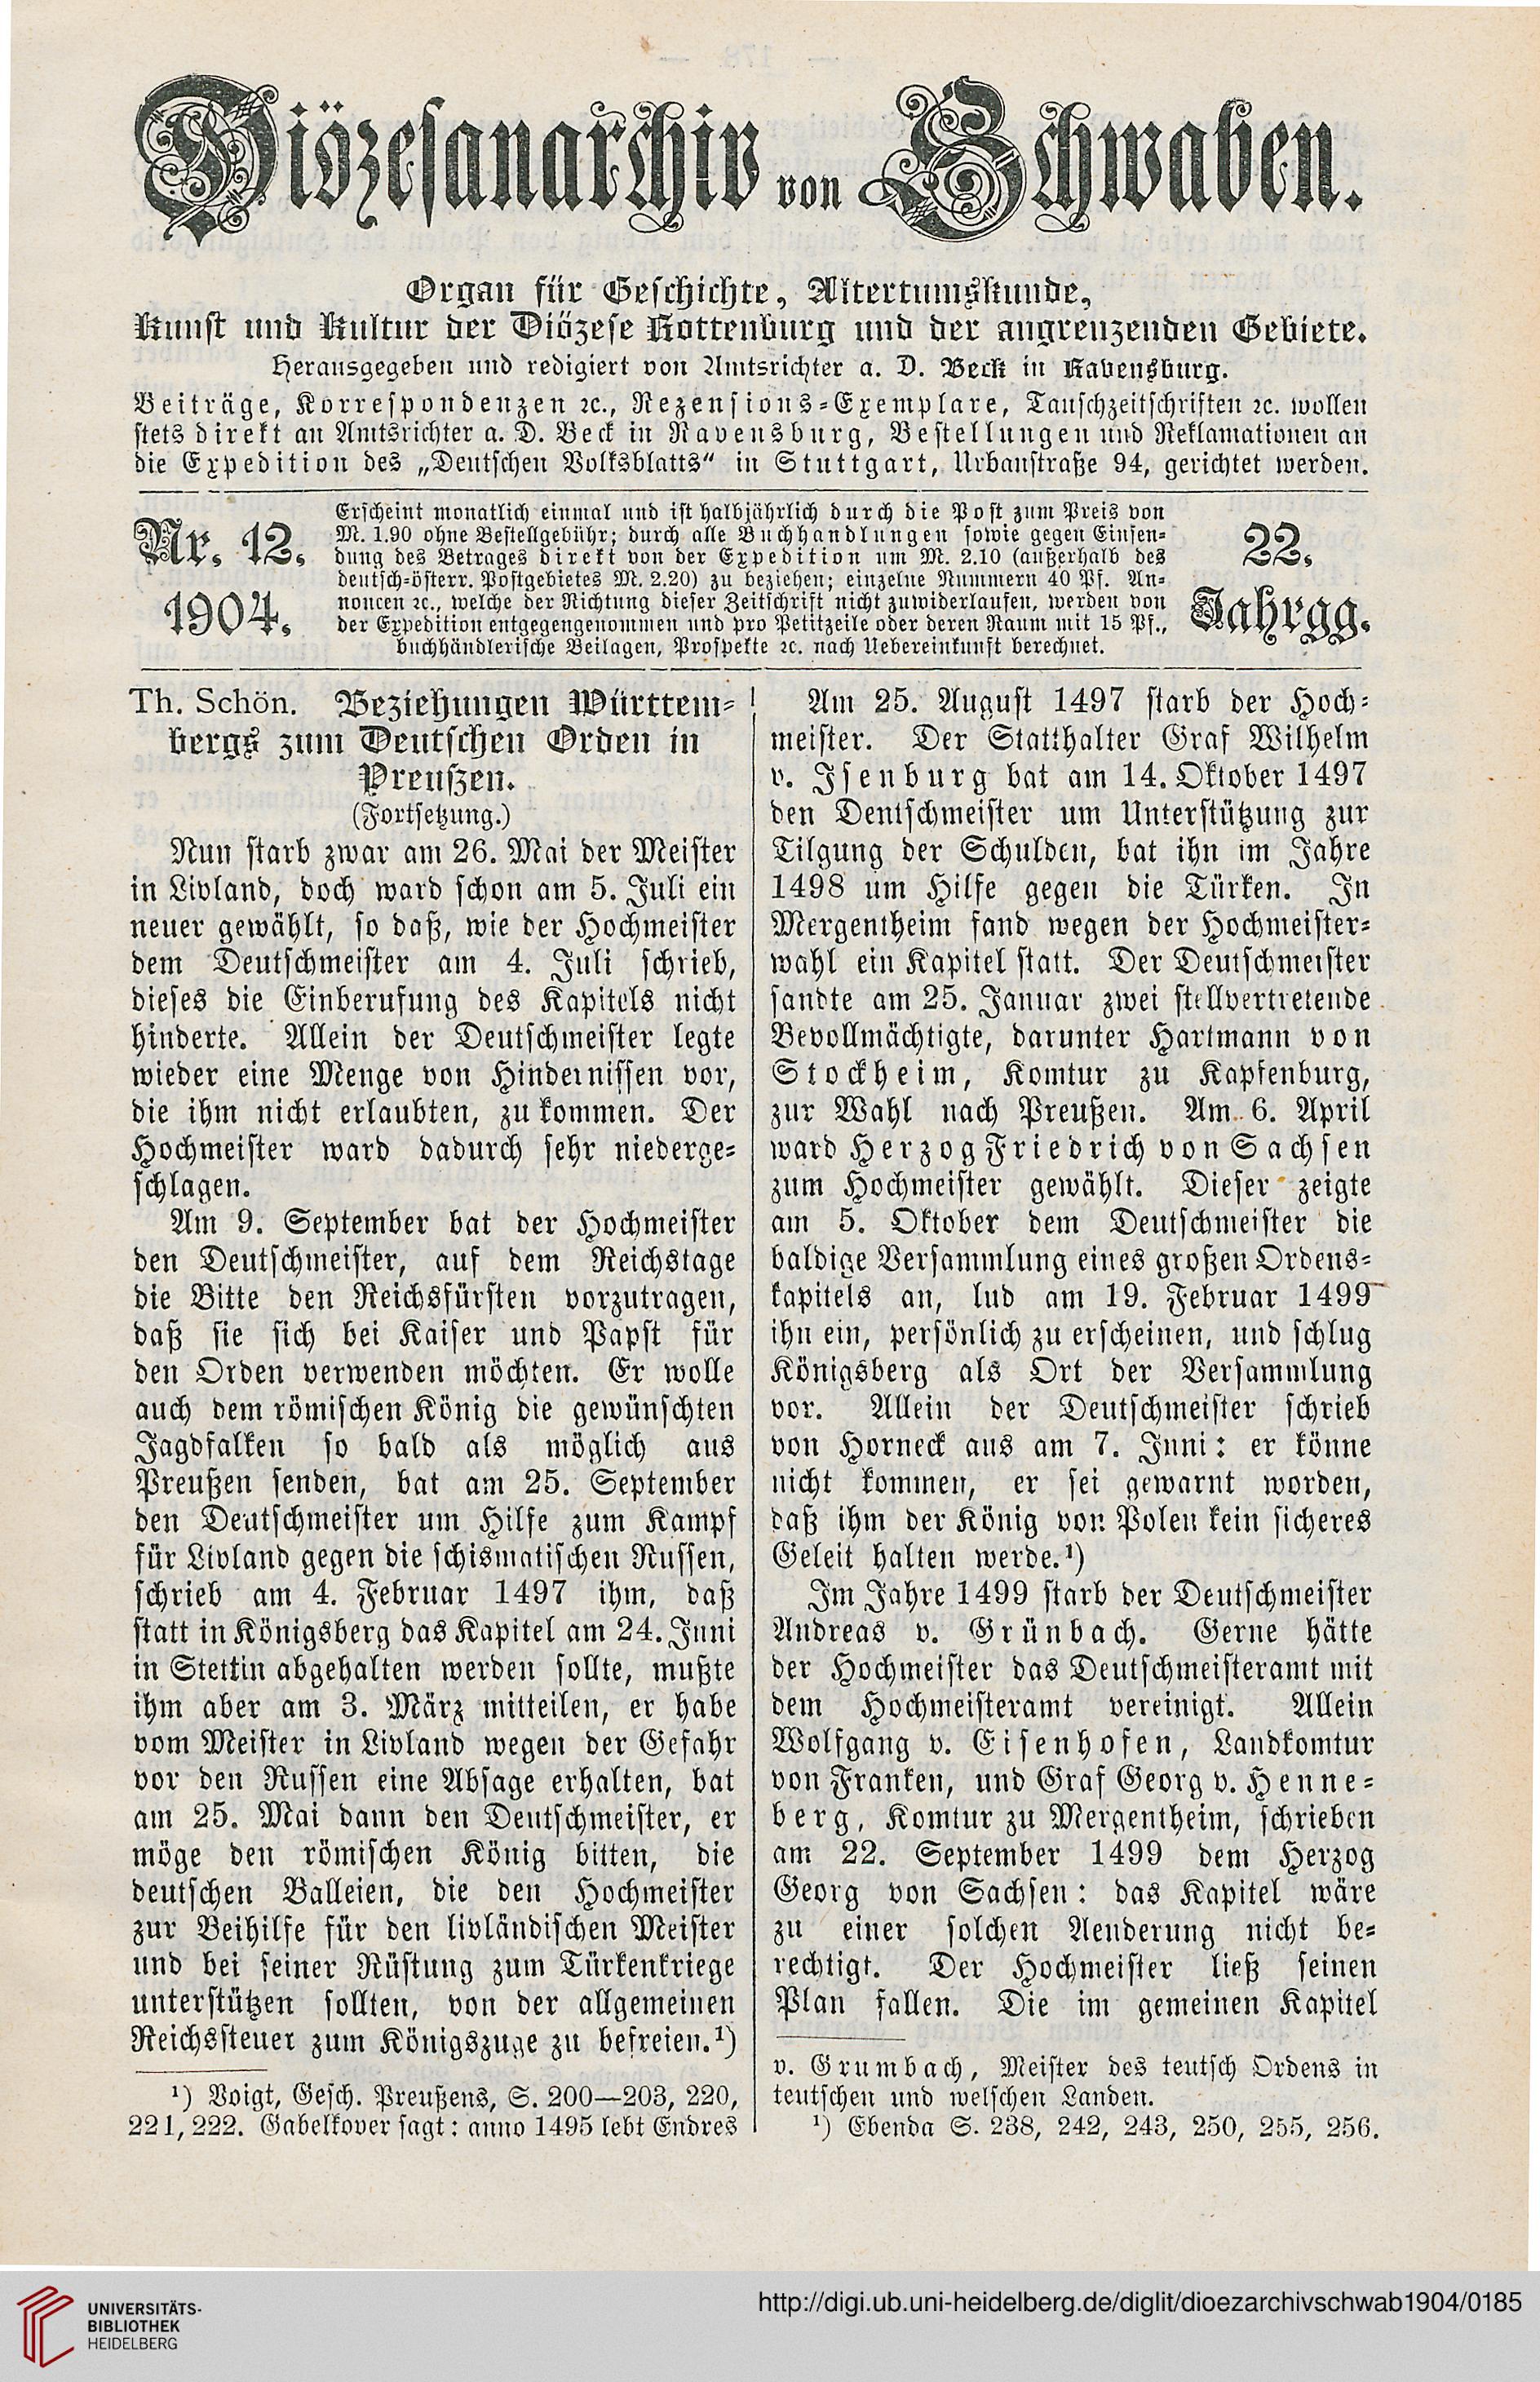 Diözesanarchiv von Schwaben.
Organ für Geschichte, Altertumskunde,
Kunst und Kultur der Diözese Rottenburg und der angrenzenden Gebiete.
Herausgegeben und redigiert von Amtsrichter a. D. Beck in Ravensburg.
Beiträge, Korrespondenzen ꝛc., Rezensions-Exemplare, Tauschzeitschriften ꝛc. wollen
stets direkt an Amtsrichter a. D. Beck in Ravensburg, Bestellungen und Reklamationen an
die Expedition des „Deutschen Volksblatts“ in Stuttgart, Urbanstraße 94, gerichtet werden.
Nr. 12.
1904.
Erscheint monatlich einmal und ist halbjährlich durch die Post zum Preis von
M. 1.90 ohne Bestellgebühr; durch alle Buchhandlungen sowie gegen Einsen-
dung des Betrages direkt von der Expedition um M. 2.10 (außerhalb des
deutsch-österr. Postgebietes M. 2.20) zu beziehen; einzelne Nummern 40 Pf. An-
noncen ꝛc., welche der Richtung dieser Zeitschrift nicht zuwiderlaufen, werden von
der Expedition entgegengenommen und pro Petitzeile oder deren Raum mit 15 Pf.,
buchhändlerische Beilagen, Prospekte ꝛc. nach Uebereinkunft berechnet.
22.
Jahrgg.
Th. Schön. Beziehungen Württem-
bergs zum Deutschen Orden in
Preußen.
(Fortsetzung.)
Nun starb zwar am 26. Mai der Meister
in Livland, doch ward schon am 5. Juli ein
neuer gewählt, so daß, wie der Hochmeister
dem Deutschmeister am 4. Juli schrieb,
dieses die Einberufung des Kapitels nicht
hinderte. Allein der Deutschmeister legte
wieder eine Menge von Hindernissen vor,
die ihm nicht erlaubten, zu kommen. Der
Hochmeister ward dadurch sehr niederge-
schlagen.
Am 9. September bat der Hochmeister
den Deutschmeister, auf dem Reichstage
die Bitte den Reichsfürsten vorzutragen,
daß sie sich bei Kaiser und Papst für
den Orden verwenden möchten. Er wolle
auch dem römischen König die gewünschten
Jagdfalken so bald als möglich aus
Preußen senden, bat am 25. September
den Deutschmeister um Hilfe zum Kampf
für Livland gegen die schismatischen Russen,
schrieb am 4. Februar 1497 ihm, daß
statt in Königsberg das Kapitel am 24. Juni
in Stettin abgehalten werden sollte, mußte
ihm aber am 3. März mitteilen, er habe
vom Meister in Livland wegen der Gefahr
vor den Russen eine Absage erhalten, bat
am 25. Mai dann den Deutschmeister, er
möge den römischen König bitten, die
deutschen Balleien, die den Hochmeister
zur Beihilfe für den livländischen Meister
und bei seiner Rüstung zum Türkenkriege
unterstützen sollten, von der allgemeinen
Reichssteuer zum Königszuge zu befreien.¹)
¹) Voigt, Gesch. Preußens, S. 200—203, 220,
221, 222. Gabelkover sagt: anno 1495 lebt Endres
Am 25. August 1497 starb der Hoch-
meister. Der Statthalter Graf Wilhelm
v. Isenburg bat am 14. Oktober 1497
den Deutschmeister um Unterstützung zur
Tilgung der Schulden, bat ihn im Jahre
1498 um Hilfe gegen die Türken. In
Mergentheim fand wegen der Hochmeister-
wahl ein Kapitel statt. Der Deutschmeister
sandte am 25. Januar zwei stellvertretende
Bevollmächtigte, darunter Hartmann von
Stockheim, Komtur zu Kapfenburg,
zur Wahl nach Preußen. Am 6. April
ward Herzog Friedrich von Sachsen
zum Hochmeister gewählt. Dieser zeigte
am 5. Oktober dem Deutschmeister die
baldige Versammlung eines großen Ordens-
kapitels an, lud am 19. Februar 1499
ihn ein, persönlich zu erscheinen, und schlug
Königsberg als Ort der Versammlung
vor. Allein der Deutschmeister schrieb
von Horneck aus am 7. Juni: er könne
nicht kommen, er sei gewarnt worden,
daß ihm der König von Polen kein sicheres
Geleit halten werde.¹)
Im Jahre 1499 starb der Deutschmeister
Andreas v. Grünbach. Gerne hätte
der Hochmeister das Deutschmeisteramt mit
dem Hochmeisteramt vereinigt. Allein
Wolfgang v. Eisenhofen, Landkomtur
von Franken, und Graf Georg v. Henne-
berg, Komtur zu Mergentheim, schrieben
am 22. September 1499 dem Herzog
Georg von Sachsen: das Kapitel wäre
zu einer solchen Aenderung nicht be-
rechtigt. Der Hochmeister ließ seinen
Plan fallen. Die im gemeinen Kapitel
v. Grumbach, Meister des teutsch Ordens in
teutschen und welschen Landen.
¹) Ebenda S. 238, 242, 243, 250, 255, 256.
UNIVERSITÄTS-
BIBLIOTHEK
HEIDELBERG
http://digi.ub.uni-heidelberg.de/diglit/dioezarchivschwab1904/0185